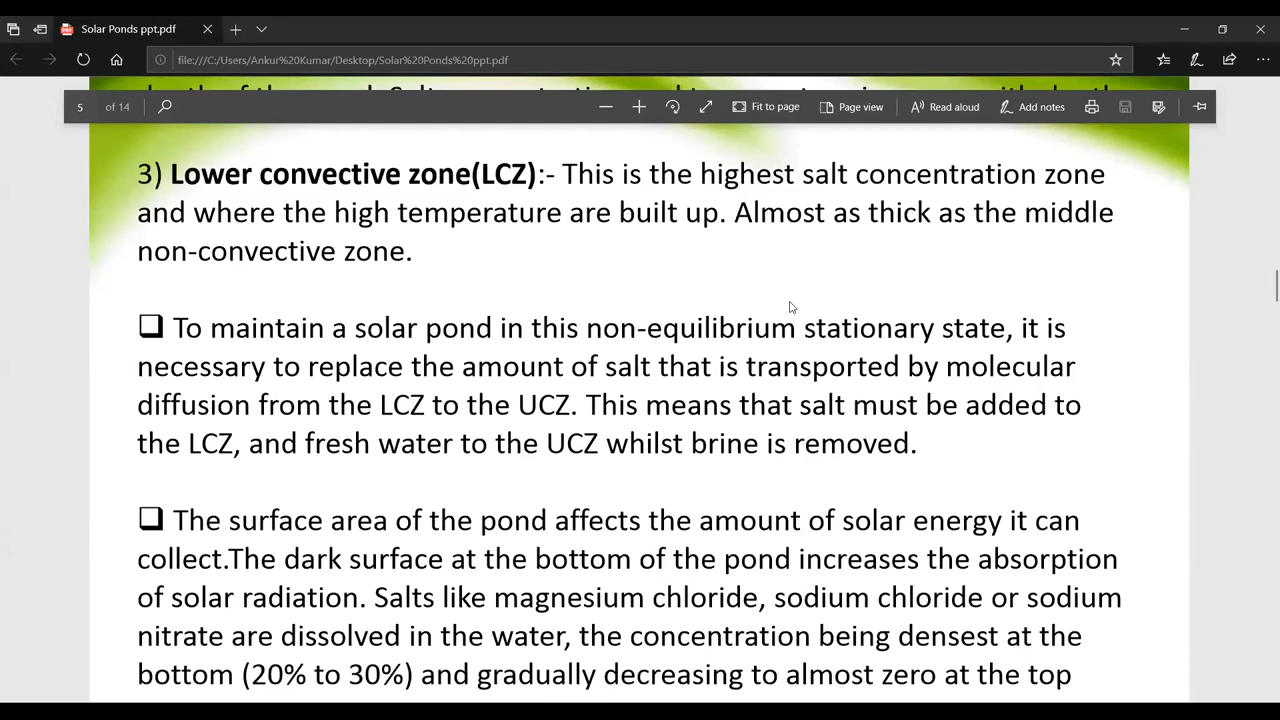 Solar Ponds ppt.pdf
file:///C:/Users/Ankur%20Kumar/Desktop/Solar%20Ponds%20ppt.pdf
5 of 14 Fit to page Page view Read aloud Add notes
3) Lower convective zone(LCZ):- This is the highest salt concentration zone
and where the high temperature are built up. Almost as thick as the middle
non-convective zone.
To maintain a solar pond in this non-equilibrium stationary state, it is
necessary to replace the amount of salt that is transported by molecular
diffusion from the LCZ to the UCZ. This means that salt must be added to
the LCZ, and fresh water to the UCZ whilst brine is removed.
The surface area of the pond affects the amount of solar energy it can
collect.The dark surface at the bottom of the pond increases the absorption
of solar radiation. Salts like magnesium chloride, sodium chloride or sodium
nitrate are dissolved in the water, the concentration being densest at the
bottom (20% to 30%) and gradually decreasing to almost zero at the top